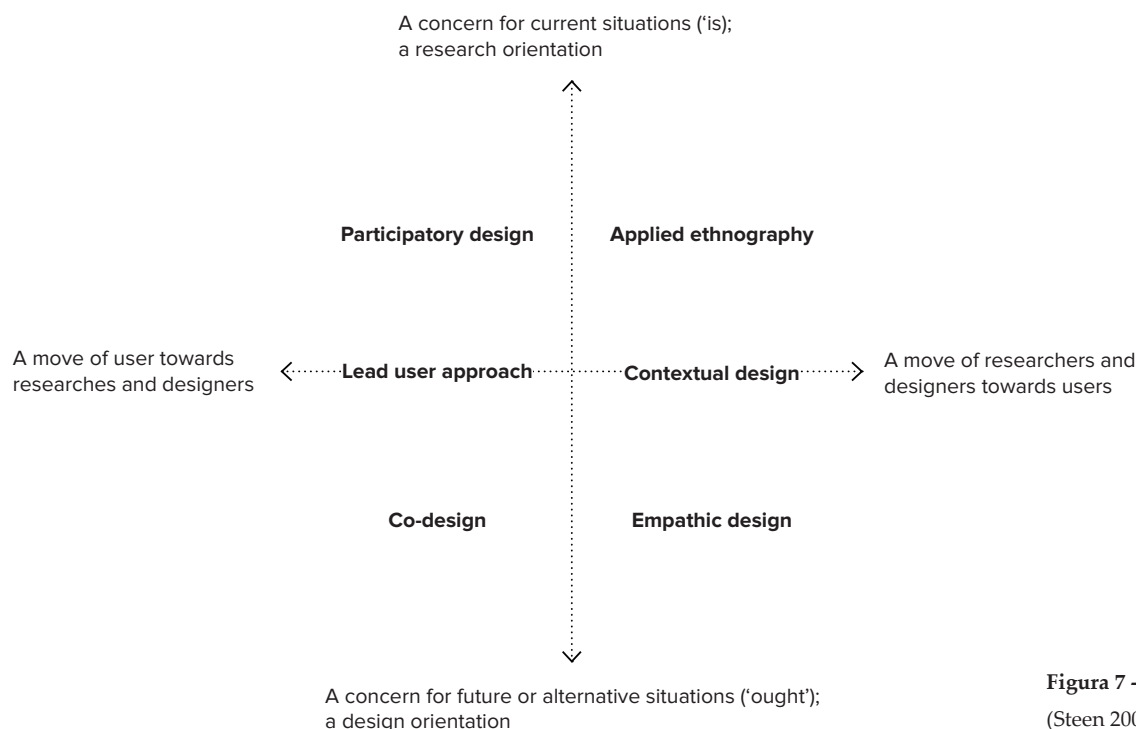 A concern for current situations (‘is);
a research orientation
Participatory design
Applied ethnography
A move of user towards
researches and designers
Lead user approach
Contextual design
A move of researchers and
designers towards users
Co-design
Empathic design
A concern for future or alternative situations (‘ought’);
a design orientation
Figura 7 -
(Steen 200